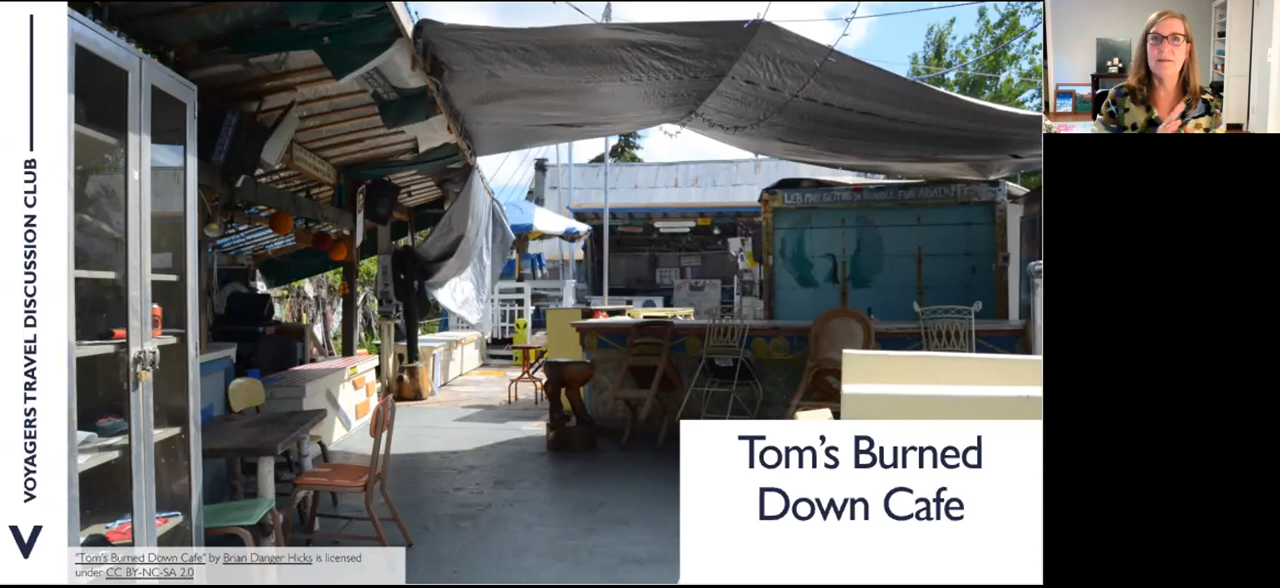 VOYAGERS TRAVEL DISCUSSION CLUB
V
Tom's Burned
Down Cafe
"Tom's Burned Down Cafe" by Brian Danger Hicks is licensed
under CC BY-NC-SA 2.0